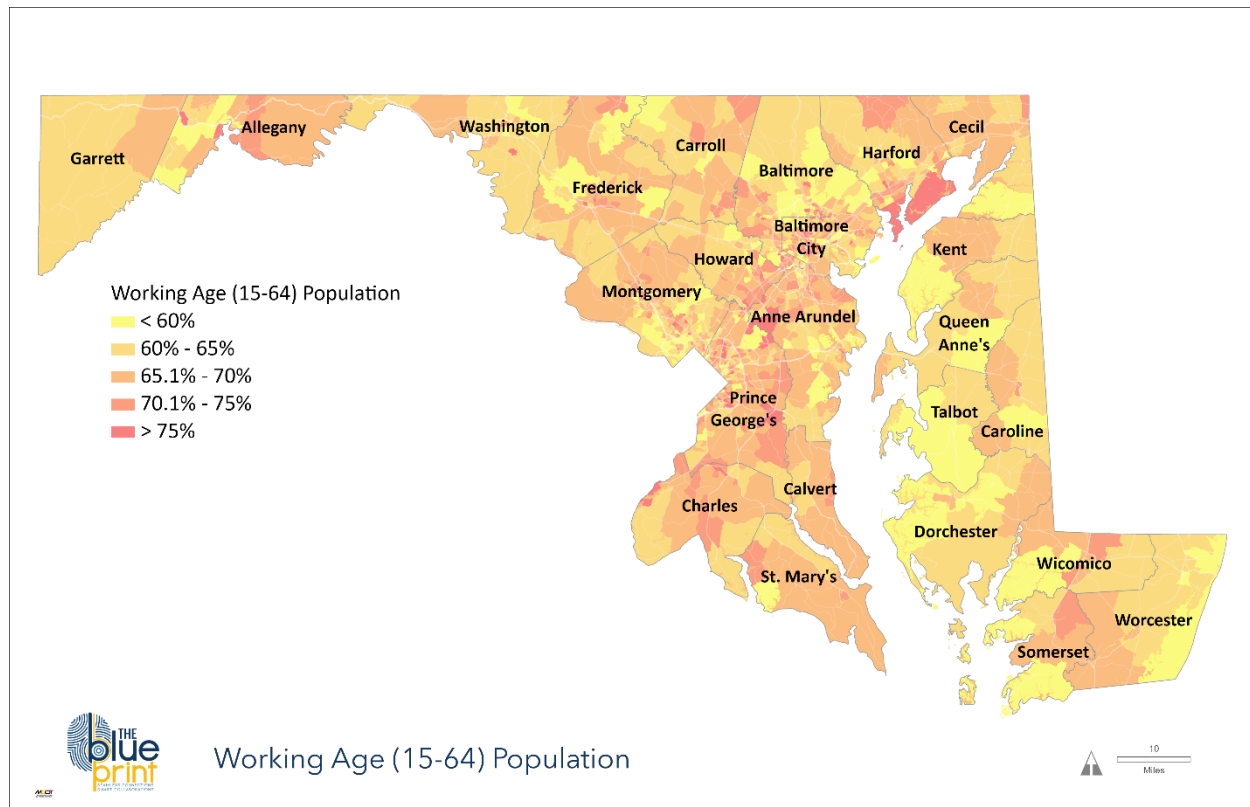 Garrett
Allegany
Washington
Frederick
Carroll
Baltimore
Harford
Cecil
Baltimore
City
Howard
Montgomery
Anne Arundel
Kent
Queen
Anne's
Talbot
Caroline
Prince
George's
Calvert
Charles
St. Mary's
Dorchester
Wicomico
Worcester
Somerset
Working Age (15-64) Population
< 60%
60% - 65%
65.1% - 70%
70.1% - 75%
> 75%
THE
blue
print
Working Age (15-64) Population
10
Miles